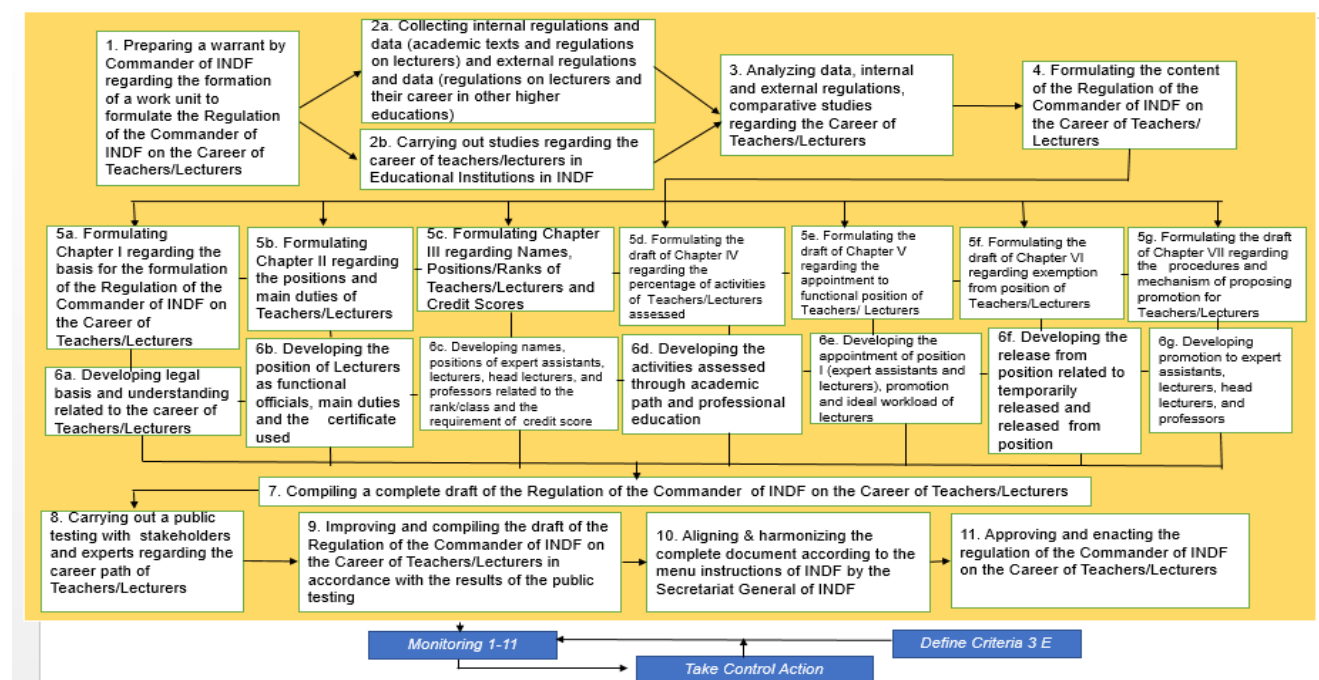 1. Preparing a warrant by
Commander of INDF
regarding the formation
of a work unit to
formulate the Regulation
of the Commander of
INDF on the Career of
Teachers/Lecturers
2a. Collecting internal regulations and
data (academic texts and regulations
on lecturers) and external regulations
and data (regulations on lecturers and
their career in other higher
educations)
2b. Carrying out studies regarding the
career of teachers/lecturers in
Educational Institutions in INDF
3. Analyzing data, internal
and external regulations,
comparative studies
regarding the Career of
Teachers/Lecturers
4. Formulating the content
of the Regulation of the
Commander of INDF on
the Career of Teachers/
Lecturers
5a. Formulating
Chapter I regarding the
basis for the formulation
of the Regulation of the
Commander of INDF on
the Career of
Teachers/Lecturers
5b. Formulating
Chapter II regarding
the positions and
main duties of
Teachers/Lecturers
5c. Formulating Chapter
III regarding Names,
Positions/Ranks of
Teachers/Lecturers and
Credit Scores
5d. Formulating the
draft of Chapter IV
regarding the
percentage of activities
of Teachers/Lecturers
assessed
5e. Formulating the
draft of Chapter V
regarding the
appointment to
functional position of
Teachers/ Lecturers
5f. Formulating the
draft of Chapter VI
regarding exemption
from position of
Teachers/Lecturers
5g. Formulating the draft
of Chapter VII regarding
the procedures and
mechanism of proposing
promotion for
Teachers/Lecturers
6a. Developing legal
basis and understanding
related to the career of
Teachers/Lecturers
6b. Developing the
position of Lecturers
as functional
officials, main duties
and the certificate
used
6c. Developing names,
positions of expert assistants,
lecturers, head lecturers, and
professors related to the
rank/class and the
requirement of credit score
6d. Developing the
activities assessed
through academic
path and professional
education
6e. Developing the
appointment of position
I (expert assistants and
lecturers), promotion
and ideal workload of
lecturers
6f. Developing the
release from
position related to
temporarily
released and
released from
position
6g. Developing
promotion to expert
assistants,
lecturers, head
lecturers, and
professors
7. Compiling a complete draft of the Regulation of the Commander of INDF on the Career of Teachers/Lecturers
8. Carrying out a public
testing with stakeholders
and experts regarding the
career path of
Teachers/Lecturers
9. Improving and compiling the draft of the
Regulation of the Commander of INDF on
the Career of Teachers/Lecturers in
accordance with the results of the public
testing
10. Aligning & harmonizing the
complete document according to the
menu instructions of INDF by the
Secretariat General of INDF
11. Approving and enacting the
regulation of the Commander of INDF
on the Career of Teachers/Lecturers
Monitoring 1-11
Define Criteria 3 E
Take Control Action